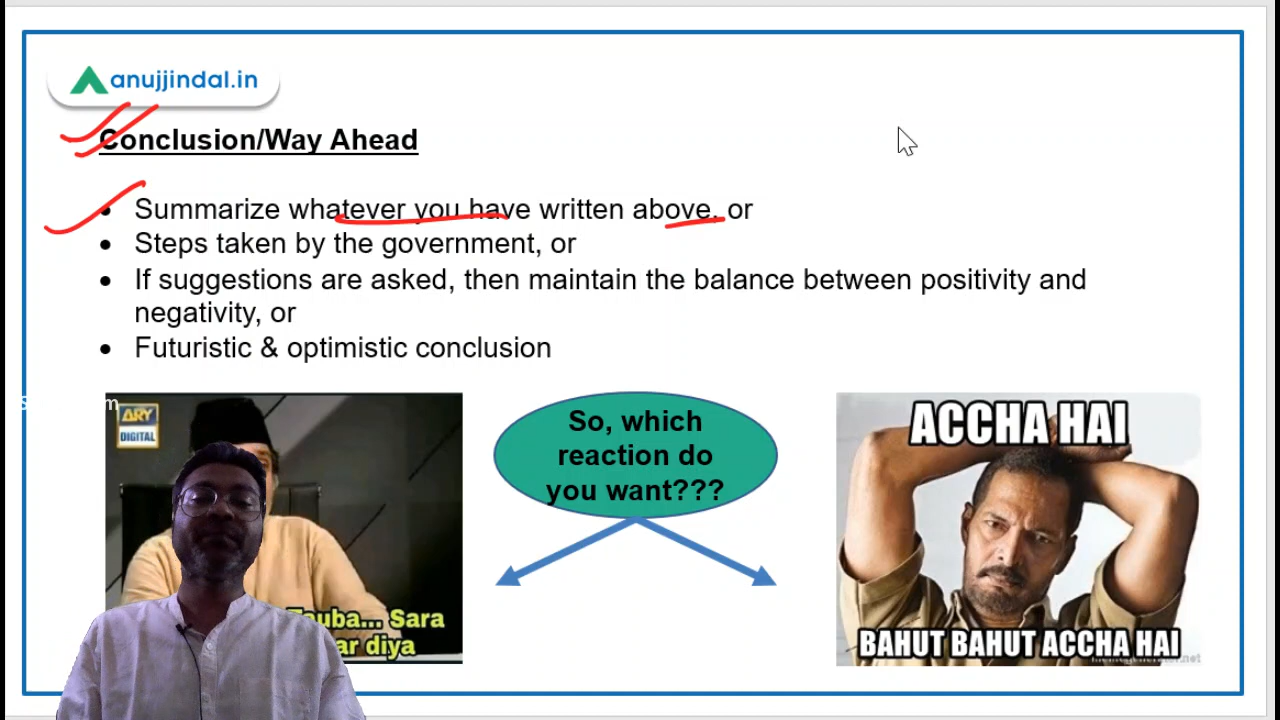 anujjindal.in
Conclusion/Way Ahead
• Summarize whatever you have written above, or
• Steps taken by the government, or
• If suggestions are asked, then maintain the balance between positivity and
negativity, or
• Futuristic & optimistic conclusion
ARY
DIGITAL
Sara
diya
So, which
reaction do
you want???
ACCHA HAI
BAHUT BAHUT ACCHA HAI